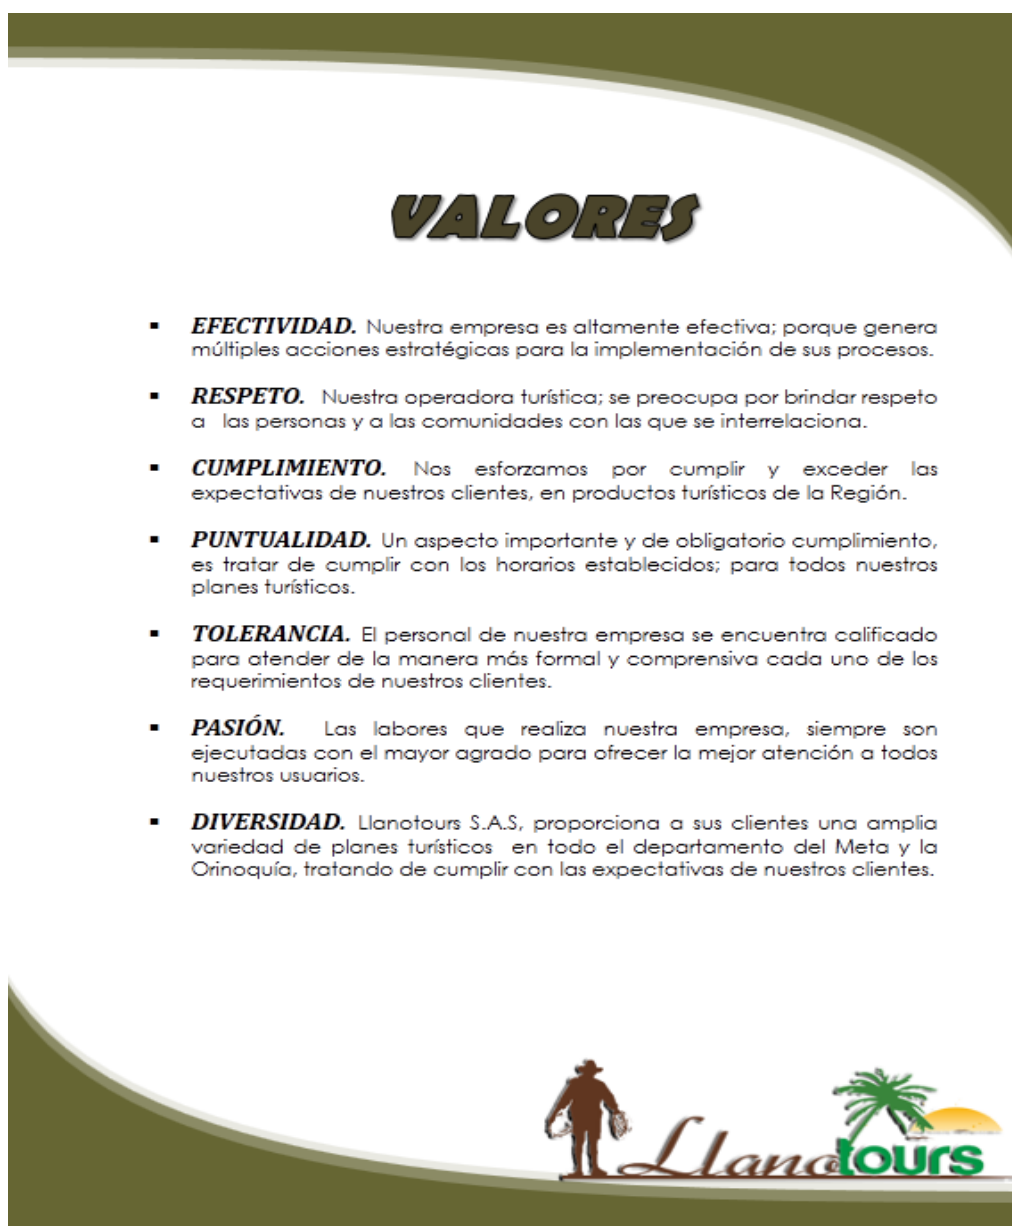 VALORES
▪ EFECTIVIDAD. Nuestra empresa es altamente efectiva; porque genera
múltiples acciones estratégicas para la implementación de sus procesos.
▪ RESPETO. Nuestra operadora turística; se preocupa por brindar respeto
a las personas y a las comunidades con las que se interrelaciona.
▪ CUMPLIMIENTO. Nos esforzamos por cumplir y exceder las
expectativas de nuestros clientes, en productos turísticos de la Región.
▪ PUNTUALIDAD. Un aspecto importante y de obligatorio cumplimiento,
es tratar de cumplir con los horarios establecidos; para todos nuestros
planes turísticos.
▪ TOLERANCIA. El personal de nuestra empresa se encuentra calificado
para atender de la manera más formal y comprensiva cada uno de los
requerimientos de nuestros clientes.
▪ PASIÓN. Las labores que realiza nuestra empresa, siempre son
ejecutadas con el mayor agrado para ofrecer la mejor atención a todos
nuestros usuarios.
▪ DIVERSIDAD. Llanotours S.A.S, proporciona a sus clientes una amplia
variedad de planes turísticos en todo el departamento del Meta y la
Orinoquía, tratando de cumplir con las expectativas de nuestros clientes.
Llanotours